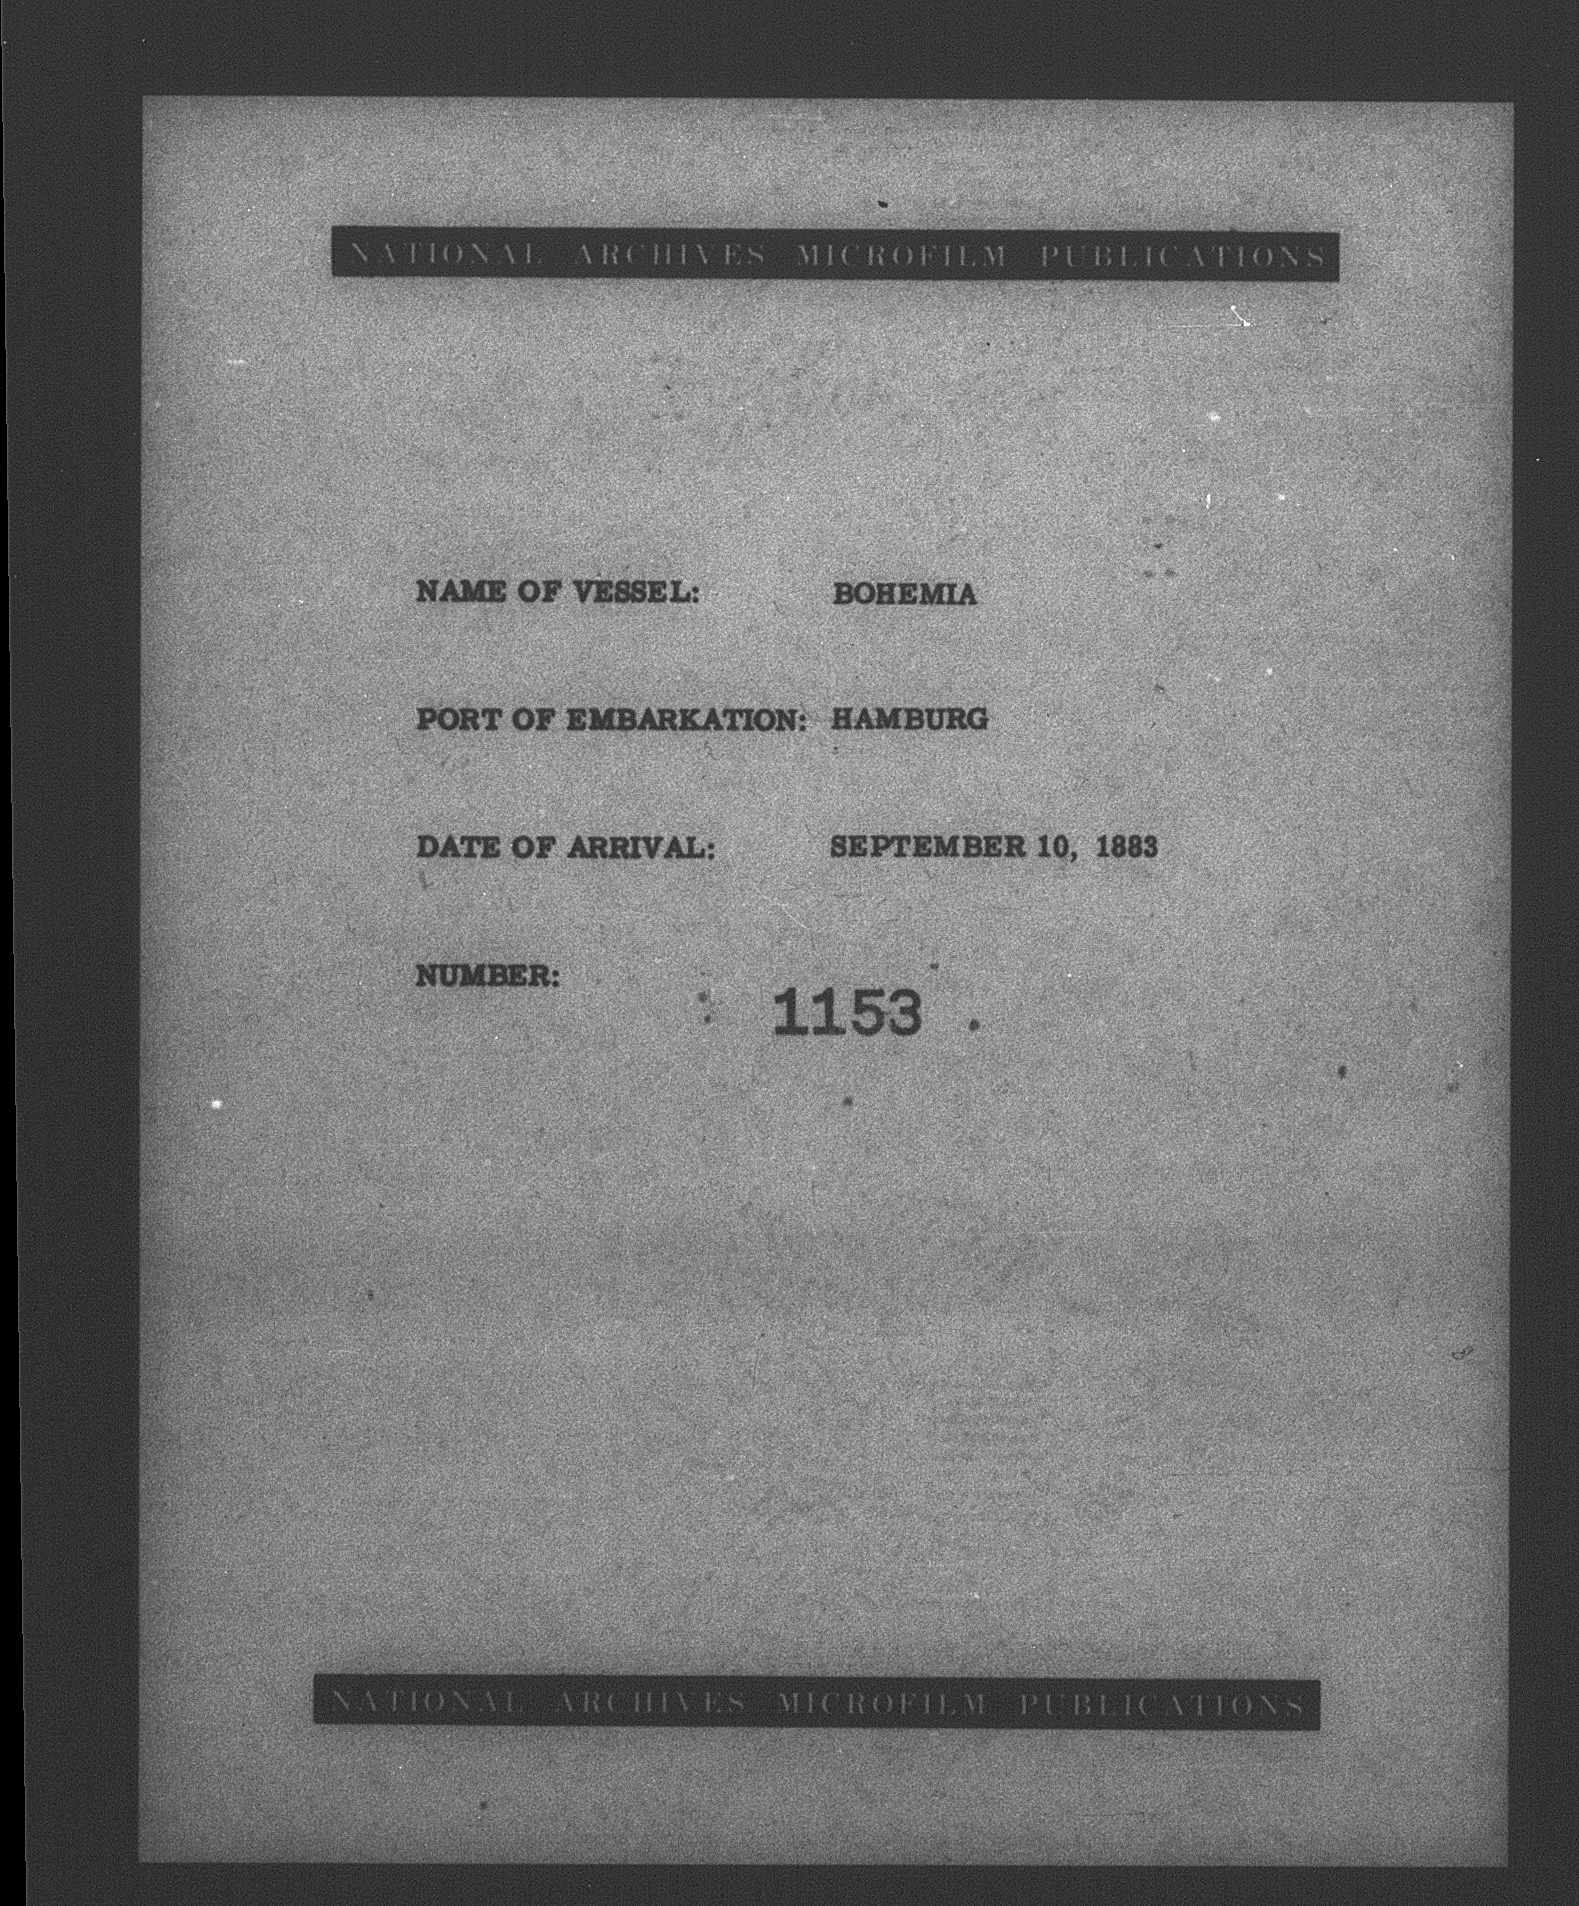 NATIONAL ARCHIVES MICROFILM PUBLICATIONS
NAME OF VESSEL: BOHEMIA
PORT OF EMBARKATION: HAMBURG
DATE OF ARRIVAL: SEPTEMBER 10, 1883
NUMBER:
1153
NATIONAL ARCHIVES MICROFILM PUBLICATIONS